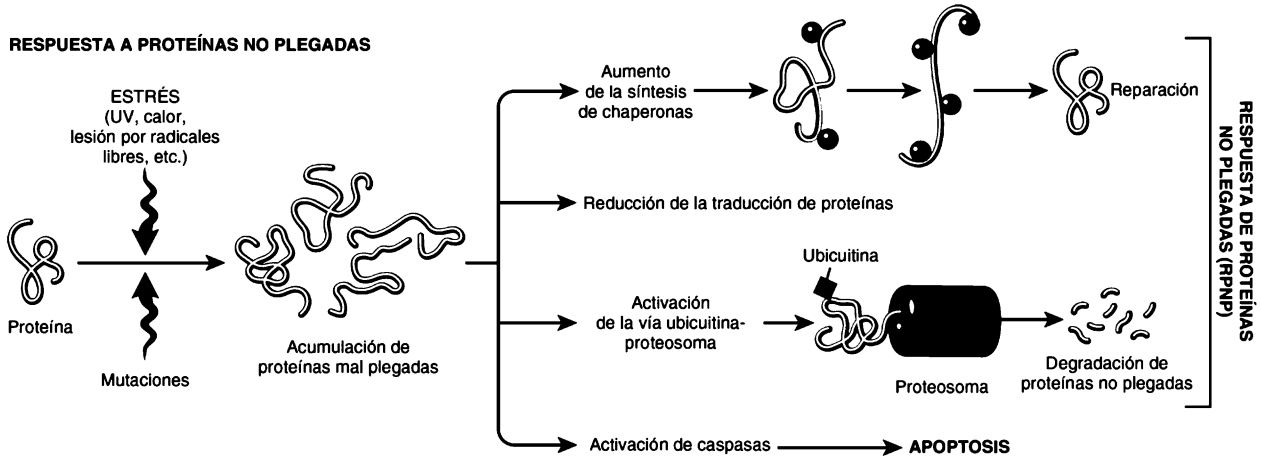 RESPUESTA A PROTEÍNAS NO PLEGADAS
ESTRÉS
(UV, calor,
lesión por radicales
libres, etc.)
Proteína
Mutaciones
Acumulación de
proteínas mal plegadas
Aumento
de la síntesis
de chaperonas
Reparación
Reducción de la traducción de proteínas
Activación
de la vía ubicuitina-
proteosoma
Ubicuitina
Proteosoma
Degradación de
proteínas no plegadas
Activación de caspasas
APOPTOSIS
RESPUESTA DE PROTEÍNAS
NO PLEGADAS (RPNP)